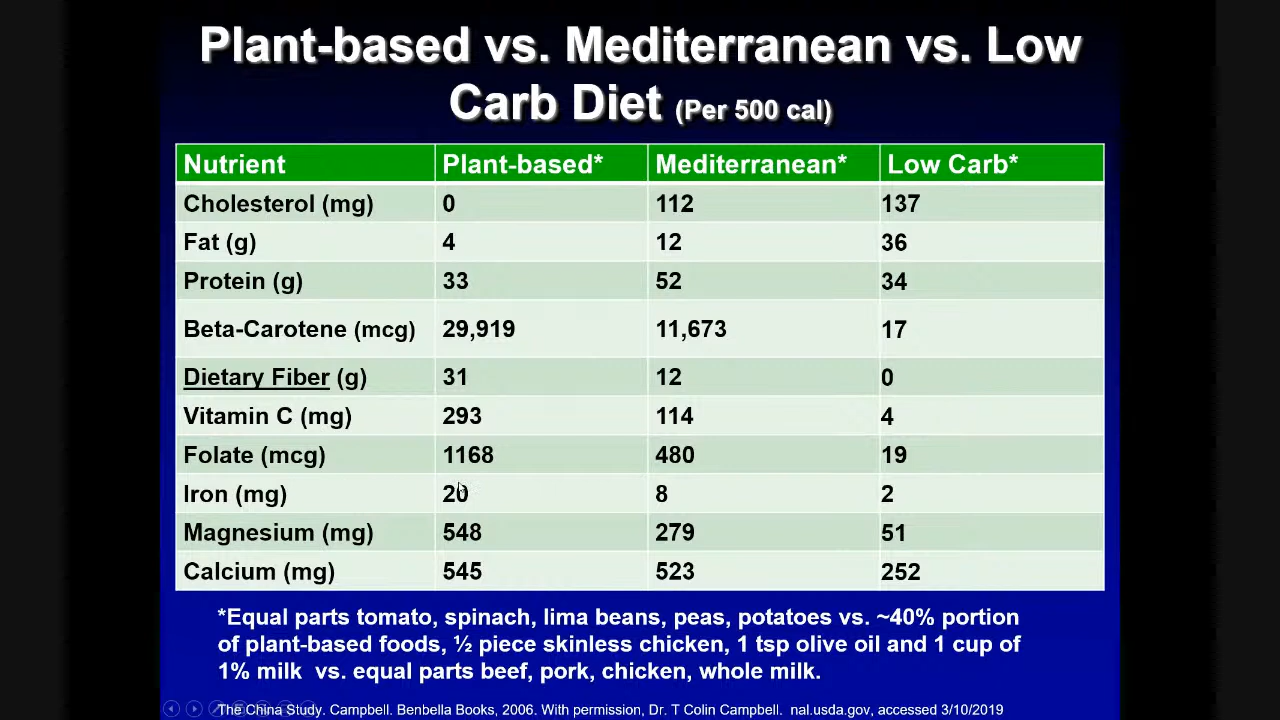 Plant-based vs. Mediterranean vs. Low
Carb Diet (Per 500 cal)
Nutrient Plant-based* Mediterranean* Low Carb*
Cholesterol (mg) 0 112 137
Fat (g) 4 12 36
Protein (g) 33 52 34
Beta-Carotene (mcg) 29,919 11,673 17
Dietary Fiber (g) 31 12 0
Vitamin C (mg) 293 114 4
Folate (mcg) 1168 480 19
Iron (mg) 20 8 2
Magnesium (mg) 548 279 51
Calcium (mg) 545 523 252
*Equal parts tomato, spinach, lima beans, peas, potatoes vs. ~40% portion
of plant-based foods, ½ piece skinless chicken, 1 tsp olive oil and 1 cup of
1% milk vs. equal parts beef, pork, chicken, whole milk.
The China Study. Campbell. Benbella Books, 2006. With permission, Dr. T Colin Campbell. nal.usda.gov, accessed 3/10/2019